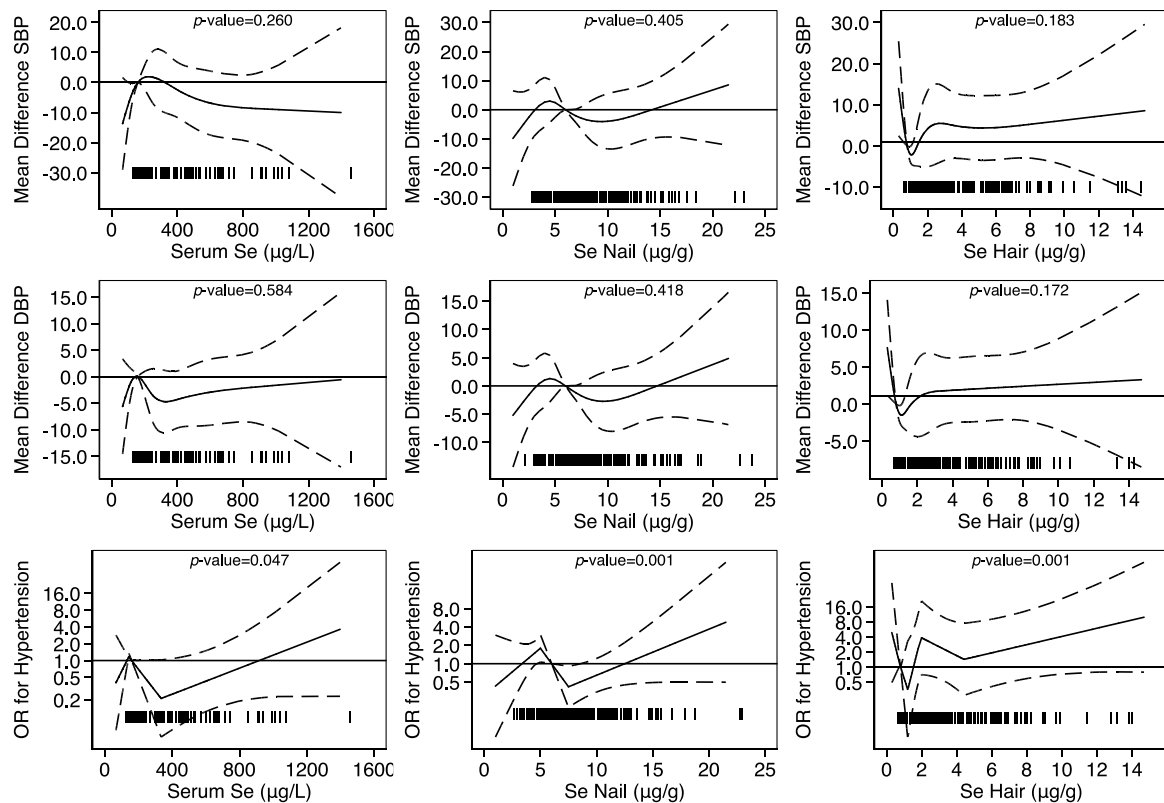 Mean Difference SBP
p-value=0.260
20.0
10.0
0.0
-10.0
-20.0
-30.0
0 400 800 1200 1600
Serum Se (µg/L)
Mean Difference SBP
p-value=0.405
30.0
20.0
10.0
0.0
-10.0
-20.0
-30.0
0 5 10 15 20 25
Se Nail (µg/g)
Mean Difference SBP
p-value=0.183
30.0
20.0
10.0
0.0
-10.0
0 2 4 6 8 10 12 14
Se Hair (µg/g)
Mean Difference DBP
p-value=0.584
15.0
10.0
5.0
0.0
-5.0
-10.0
-15.0
0 400 800 1200 1600
Serum Se (µg/L)
Mean Difference DBP
p-value=0.418
15.0
10.0
5.0
0.0
-5.0
-10.0
0 5 10 15 20 25
Se Nail (µg/g)
Mean Difference DBP
p-value=0.172
15.0
10.0
5.0
0.0
-5.0
0 2 4 6 8 10 12 14
Se Hair (µg/g)
OR for Hypertension
p-value=0.047
16.0
8.0
4.0
2.0
1.0
0.2
0 400 800 1200 1600
Serum Se (µg/L)
OR for Hypertension
p-value=0.001
8.0
4.0
2.0
1.0
0.5
0 5 10 15 20 25
Se Nail (µg/g)
OR for Hypertension
p-value=0.001
16.0
8.0
4.0
2.0
1.0
0.5
0 2 4 6 8 10 12 14
Se Hair (µg/g)